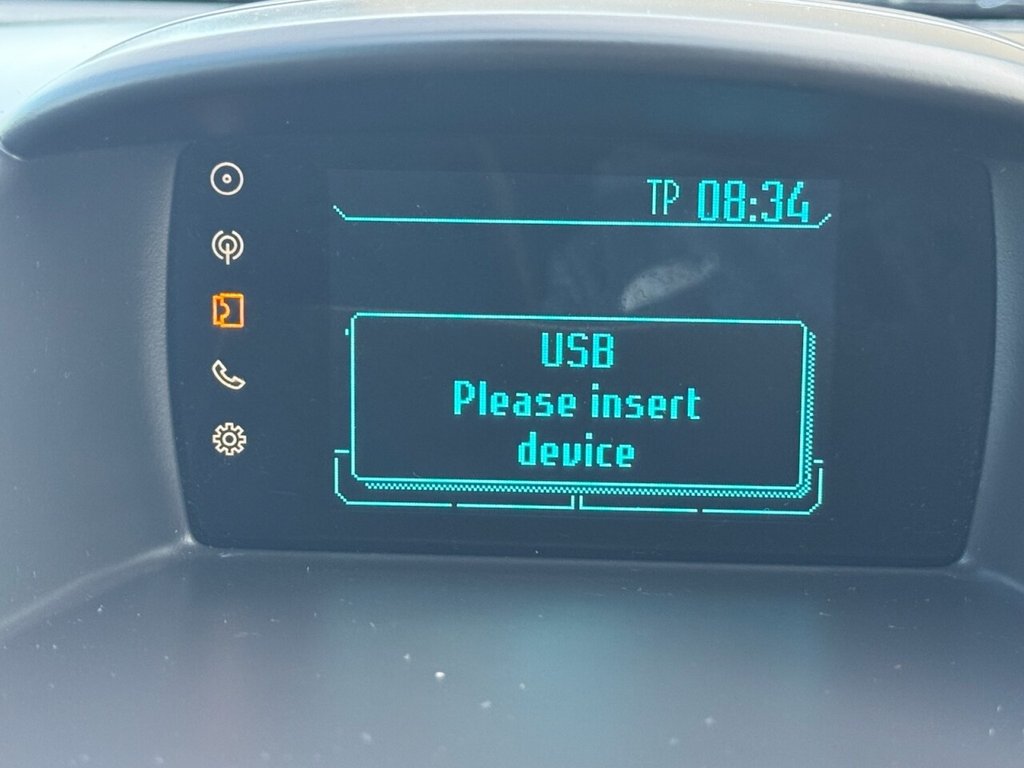 TP 08:34
USB
Please insert
device